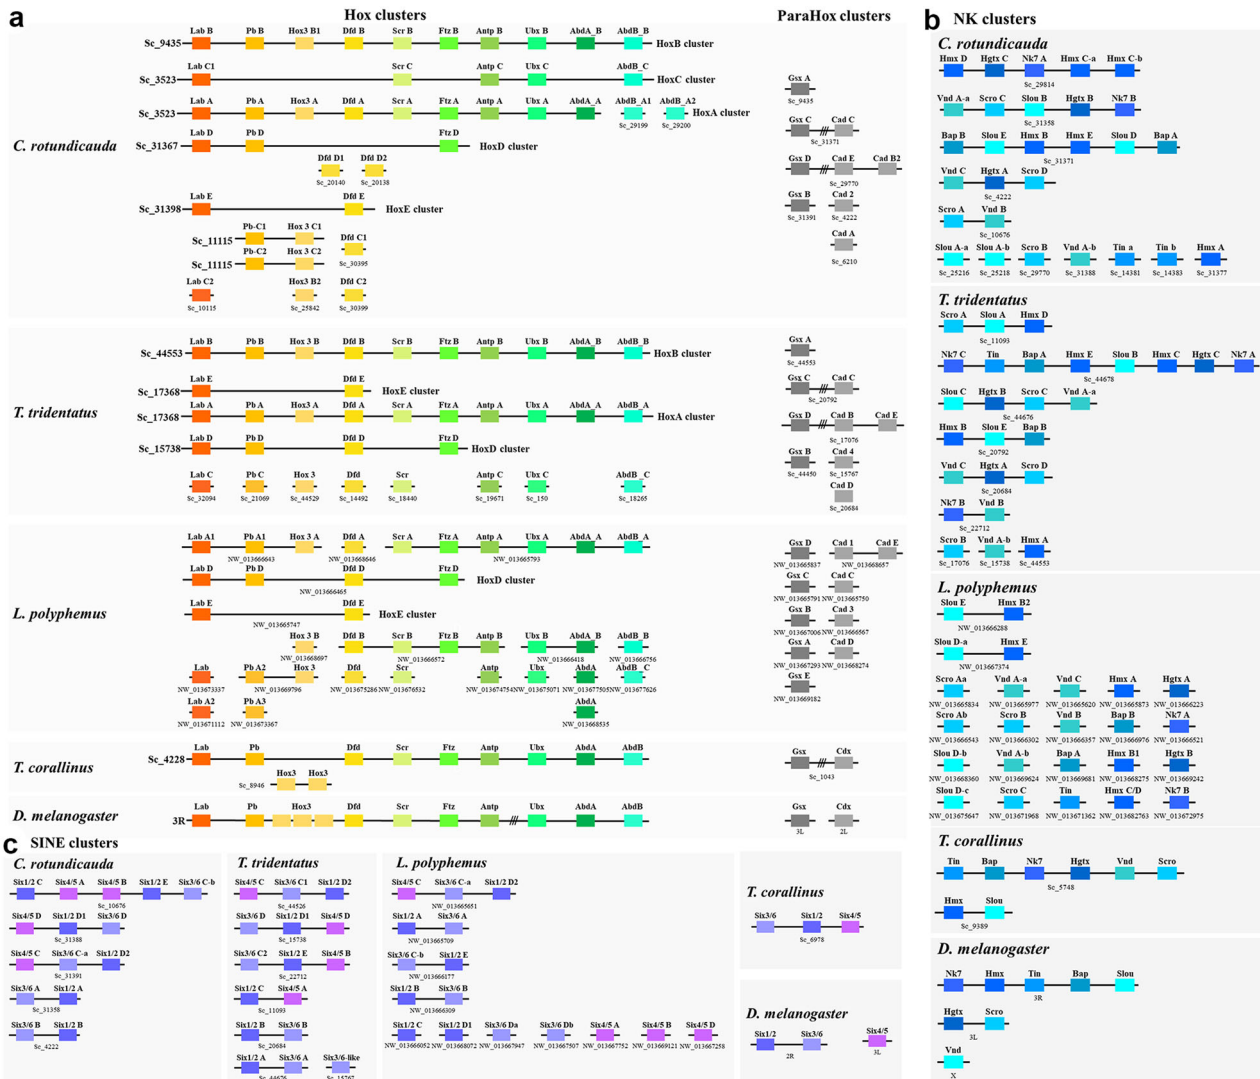 a Hox clusters ParaHox clusters
C. rotundicauda
Lab B Pb B Hox3 B1 Dfd B Scr B Ftz B Antp B Ubx B AbdA_B AbdB_B
Sc_9435 HoxB cluster
Lab C1 Scr C Antp C Ubx C AbdB_C
Sc_3523 HoxC cluster
Lab A Pb A Hox3 A Dfd A Scr A Ftz A Antp A Ubx A AbdA_A AbdB_A1 AbdB_A2
Sc_3523 HoxA cluster
Sc_29199 Sc_29200
Lab D Pb D Ftz D
Sc_31367 HoxD cluster
Dfd D1 Dfd D2
Sc_20140 Sc_20138
Lab E Dfd E
Sc_31398 HoxE cluster
Pb-C1 Hox 3 C1
Sc_11115
Dfd C1
Sc_30395
Pb-C2 Hox 3 C2
Sc_11115
Lab C2 Hox3 B2 Dfd C2
Sc_10115 Sc_25842 Sc_30399
Gsx A
Sc_9435
Gsx C Cad C
Sc_31371
Gsx D Cad E Cad B2
Sc_29770
Gsx B Cad 2
Sc_31391 Sc_4222
Cad A
Sc_6210
T. tridentatus
Lab B Pb B Hox 3 B Dfd B Scr B Ftz B Antp B Ubx B AbdA_B AbdB_B
Sc_44553 HoxB cluster
Lab E Dfd E
Sc_17368 HoxE cluster
Lab A Pb A Hox3 A Dfd A Scr A Ftz A Antp A Ubx A AbdA_A AbdB_A
Sc_17368 HoxA cluster
Lab D Pb D Dfd D Ftz D
Sc_15738 HoxD cluster
Lab C Pb C Hox 3 Dfd Scr Antp C Ubx C AbdB_C
Sc_32094 Sc_21069 Sc_44529 Sc_14492 Sc_18440 Sc_19671 Sc_150 Sc_18265
Gsx A
Sc_44553
Gsx C Cad C
Sc_20792
Gsx D Cad B Cad E
Sc_17076
Gsx B Cad 4
Sc_44450 Sc_15767
Cad D
Sc_20684
L. polyphemus
Lab A1 Pb A1 Hox 3 A Dfd A Scr A Ftz A Antp A Ubx A AbdA_A AbdB_A
NW_013666643 NW_013668646 NW_013665793
Lab D Pb D Dfd D Ftz D
NW_013666465 HoxD cluster
Lab E Dfd E
NW_013665747 HoxE cluster
Hox 3 B Dfd B Scr B Ftz B Antp B Ubx B AbdA_B AbdB_B
NW_013668697 NW_013666572 NW_013666418 NW_013666756
Lab Pb A2 Hox 3 Dfd Scr Antp Ubx AbdA AbdB_C
NW_013673337 NW_013669796 NW_013675286 NW_013676532 NW_013674754 NW_013675071 NW_013677505 NW_013677626
Lab A2 Pb A3 AbdA
NW_013671112 NW_013673367 NW_013668535
Gsx D Cad 1 Cad E
NW_013665837 NW_013668657
Gsx C Cad C
NW_013665791 NW_013665750
Gsx B Cad 3
NW_013667006 NW_013666567
Gsx A Cad D
NW_013667293 NW_013668274
Gsx E
NW_013669182
T. corallinus
Lab Pb Dfd Scr Ftz Antp Ubx AbdA AbdB
Sc_4228
Hox3 Hox3
Sc_8946
Gsx Cdx
Sc_1043
D. melanogaster
Lab Pb Hox3 Dfd Scr Ftz Antp Ubx AbdA AbdB
3R
Gsx Cdx
3L 2L
b NK clusters
C. rotundicauda
Hmx D Hgtx C Nk7 A Hmx C-a Hmx C-b
Sc_29814
Vnd A-a Scro C Slou B Hgtx B Nk7 B
Sc_31358
Bap B Slou E Hmx B Hmx E Slou D Bap A
Sc_31371
Vnd C Hgtx A Scro D
Sc_4222
Scro A Vnd B
Sc_10676
Slou A-a Slou A-b Scro B Vnd A-b Tin a Tin b Hmx A
Sc_25216 Sc_25218 Sc_29770 Sc_31388 Sc_14381 Sc_14383 Sc_31377
T. tridentatus
Scro A Slou A Hmx D
Sc_11093
Nk7 C Tin Bap A Hmx E Slou B Hmx C Hgtx C Nk7 A
Sc_44678
Slou C Hgtx B Scro C Vnd A-a
Sc_44676
Hmx B Slou E Bap B
Sc_20792
Vnd C Hgtx A Scro D
Sc_20684
Nk7 B Vnd B
Sc_22712
Scro B Vnd A-b Hmx A
Sc_17076 Sc_15738 Sc_44553
L. polyphemus
Slou E Hmx B2
NW_013666288
Slou D-a Hmx E
NW_013667374
Scro Aa Vnd A-a Vnd C Hmx A Hgtx A
NW_013665834 NW_013665977 NW_013665620 NW_013665873 NW_013666223
Scro Ab Scro B Vnd B Bap B Nk7 A
NW_013666543 NW_013666302 NW_013666357 NW_013666976 NW_013666521
Slou D-b Vnd A-b Bap A Hmx B1 Hgtx B
NW_013668360 NW_013669624 NW_013669681 NW_013668275 NW_013669242
Slou D-c Scro C Tin Hmx C/D Nk7 B
NW_013675647 NW_013671968 NW_013671362 NW_013682763 NW_013672975
T. corallinus
Tin Bap Nk7 Hgtx Vnd Scro
Sc_5748
Hmx Slou
Sc_9389
D. melanogaster
Nk7 Hmx Tin Bap Slou
3R
Hgtx Scro
3L
Vnd
X
c SINE clusters
C. rotundicauda
Six1/2 C Six4/5 A Six4/5 B Six1/2 E Six3/6 C-b
Sc_10676
Six4/5 D Six1/2 D1 Six3/6 D
Sc_31388
Six4/5 C Six3/6 C-a Six1/2 D2
Sc_31391
Six3/6 A Six1/2 A
Sc_31358
Six3/6 B Six1/2 B
Sc_4222
T. tridentatus
Six4/5 C Six3/6 C1 Six1/2 D2
Sc_44526
Six3/6 D Six1/2 D1 Six4/5 D
Sc_15738
Six3/6 C2 Six1/2 E Six4/5 B
Sc_22712
Six1/2 C Six4/5 A
Sc_11093
Six1/2 B Six3/6 B
Sc_20684
Six1/2 A Six3/6 A Six3/6-like
Sc_44676 Sc_15767
L. polyphemus
Six4/5 C Six3/6 C-a Six1/2 D2
NW_013665651
Six1/2 A Six3/6 A
NW_013665709
Six3/6 C-b Six1/2 E
NW_013666177
Six1/2 B Six3/6 B
NW_013666309
Six1/2 C Six1/2 D1 Six3/6 Da Six3/6 Db Six4/5 A Six4/5 B Six4/5 D
NW_013666052 NW_013668072 NW_013667947 NW_013667507 NW_013667752 NW_013669121 NW_013667258
T. corallinus
Six3/6 Six1/2 Six4/5
Sc_6978
D. melanogaster
Six1/2 Six3/6 Six4/5
2R 3L